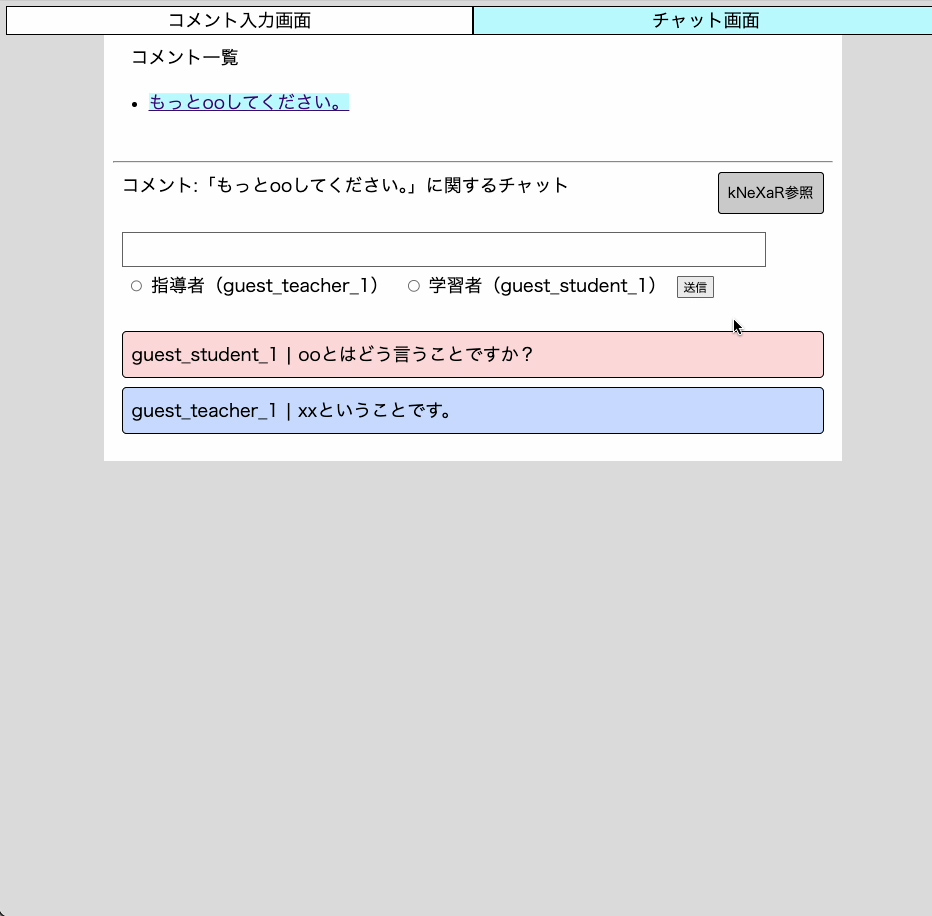 コメント入力画面
チャット画面
コメント一覧
もっとooしてください。
コメント:「もっとooしてください。」に関するチャット
kNeXaR参照
指導者（guest_teacher_1） 学習者（guest_student_1） 送信
guest_student_1 | ooとはどう言うことですか？
guest_teacher_1 | xxということです。